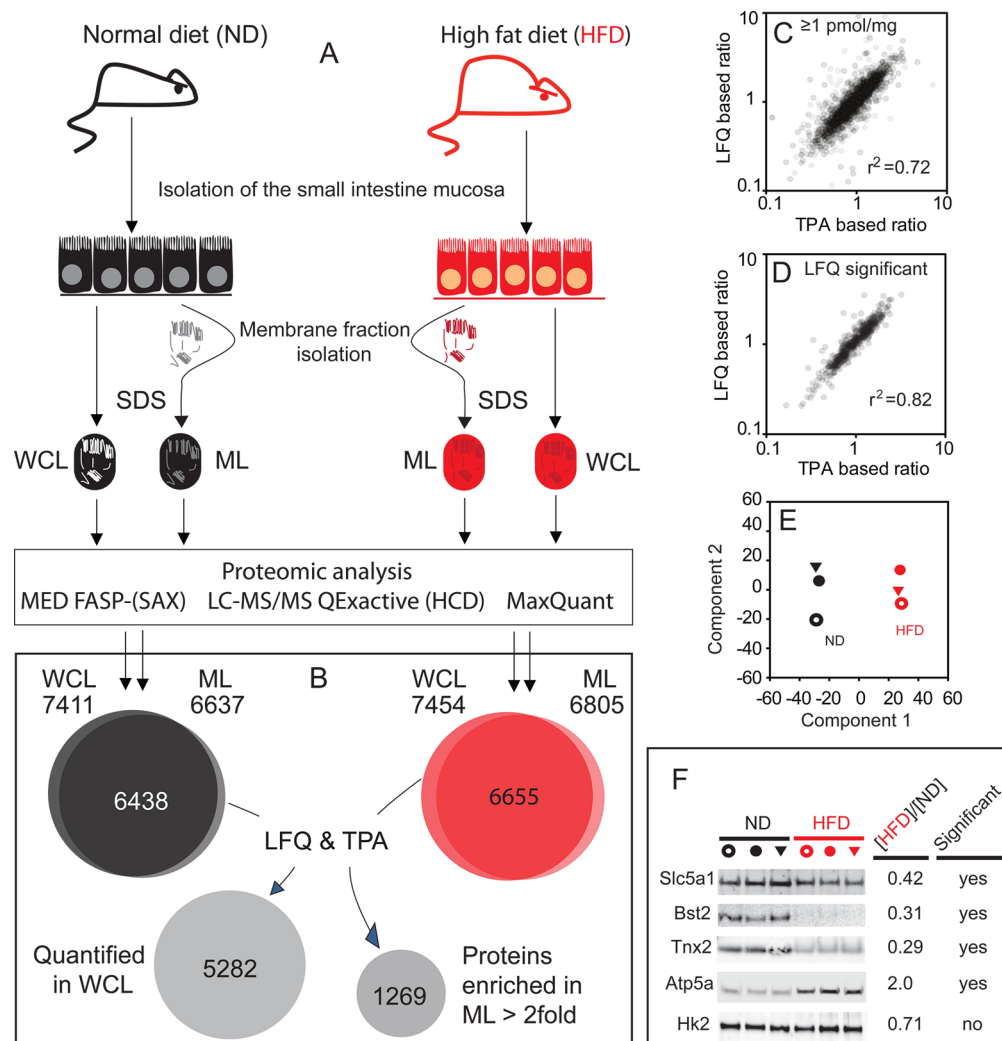 Normal diet (ND)
A
High fat diet (HFD)
Isolation of the small intestine mucosa
Membrane fraction
isolation
SDS
SDS
WCL
ML
ML
WCL
Proteomic analysis
MED FASP-(SAX) LC-MS/MS QExactive (HCD) MaxQuant
B
WCL
7411
ML
6637
WCL
7454
ML
6805
6438
6655
LFQ & TPA
Quantified
in WCL
5282
1269
Proteins
enriched in
ML > 2fold
C
≥1 pmol/mg
LFQ based ratio
10
1
0.1
r²=0.72
0.1 1 10
TPA based ratio
D
LFQ significant
LFQ based ratio
10
1
0.1
r²=0.82
0.1 1 10
TPA based ratio
E
Component 2
60
40
20
0
-20
-40
-60
ND
HFD
-60 -40 -20 0 20 40 60
Component 1
F
ND HFD [HFD]/[ND] Significant
Slc5a1 0.42 yes
Bst2 0.31 yes
Tnx2 0.29 yes
Atp5a 2.0 yes
Hk2 0.71 no